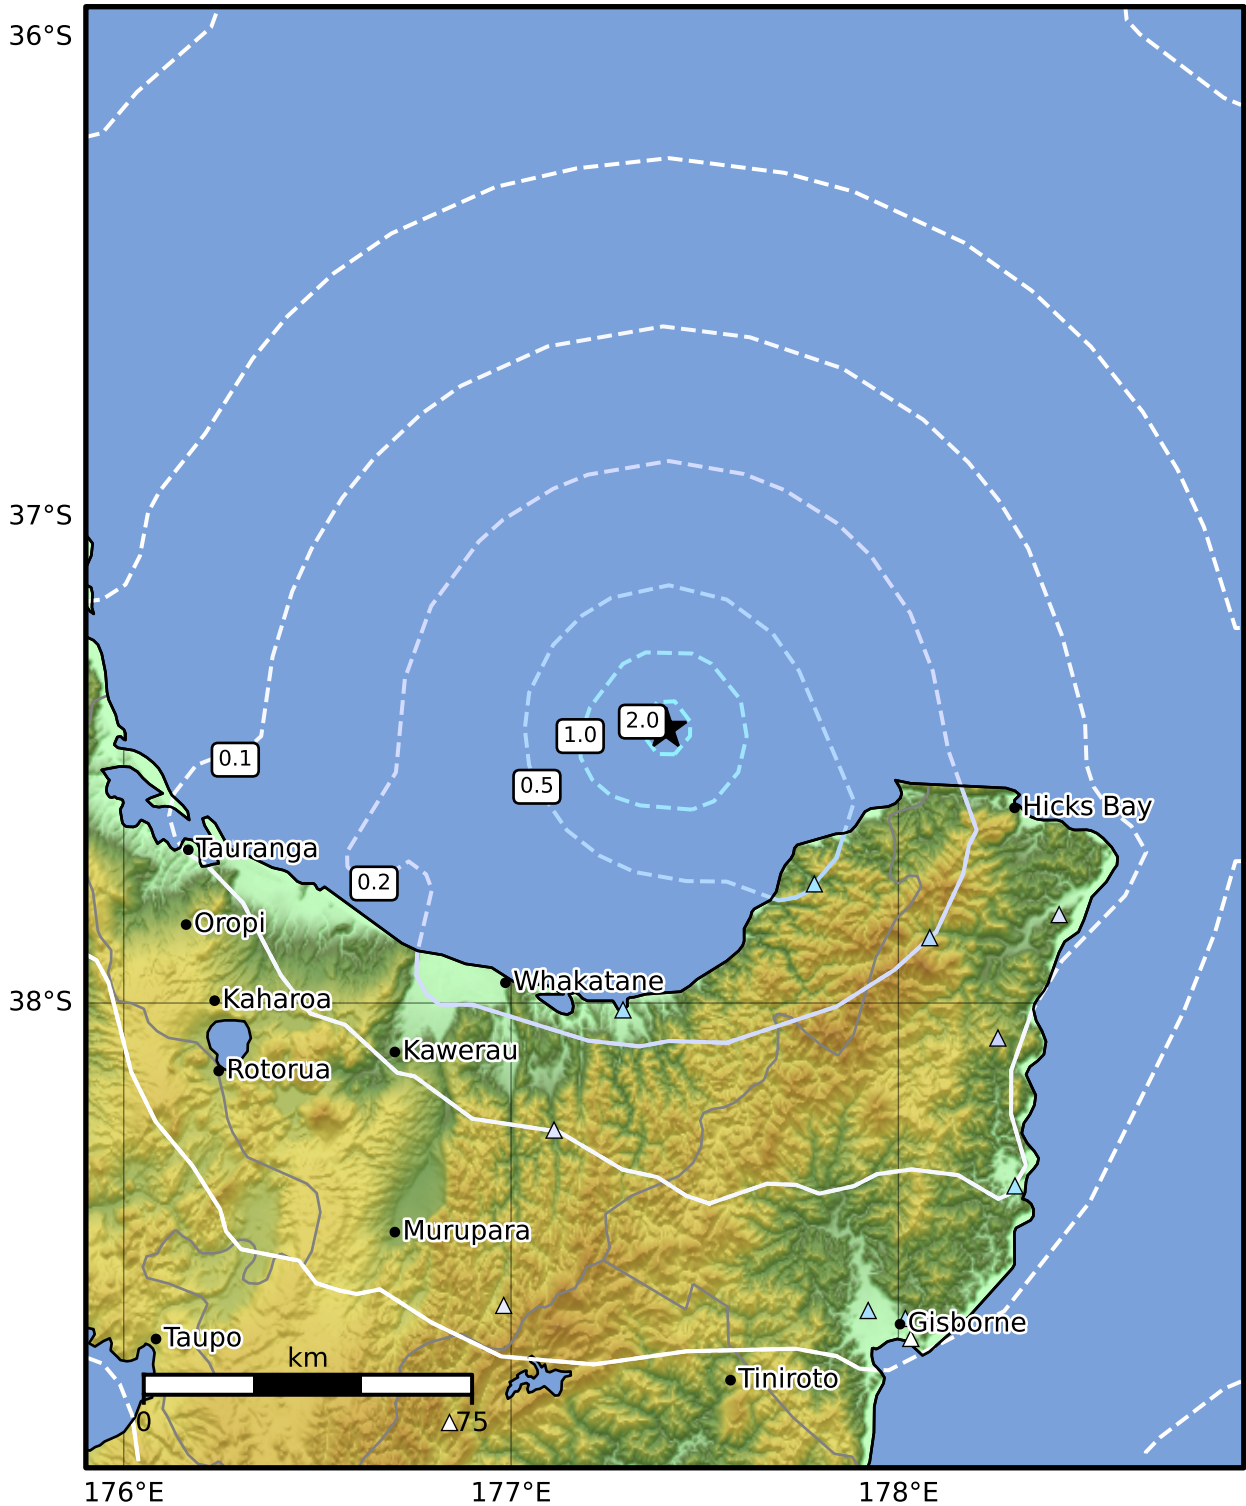 36°S
37°S
2.0
1.0
0.1
0.5
Hicks Bay
Tauranga
0.2
Oropi
Whakatane
38°S
Kaharoa
Kawerau
Rotorua
Murupara
Gisborne
Taupo
km
Tiniroto
0 75
176°E 177°E 178°E